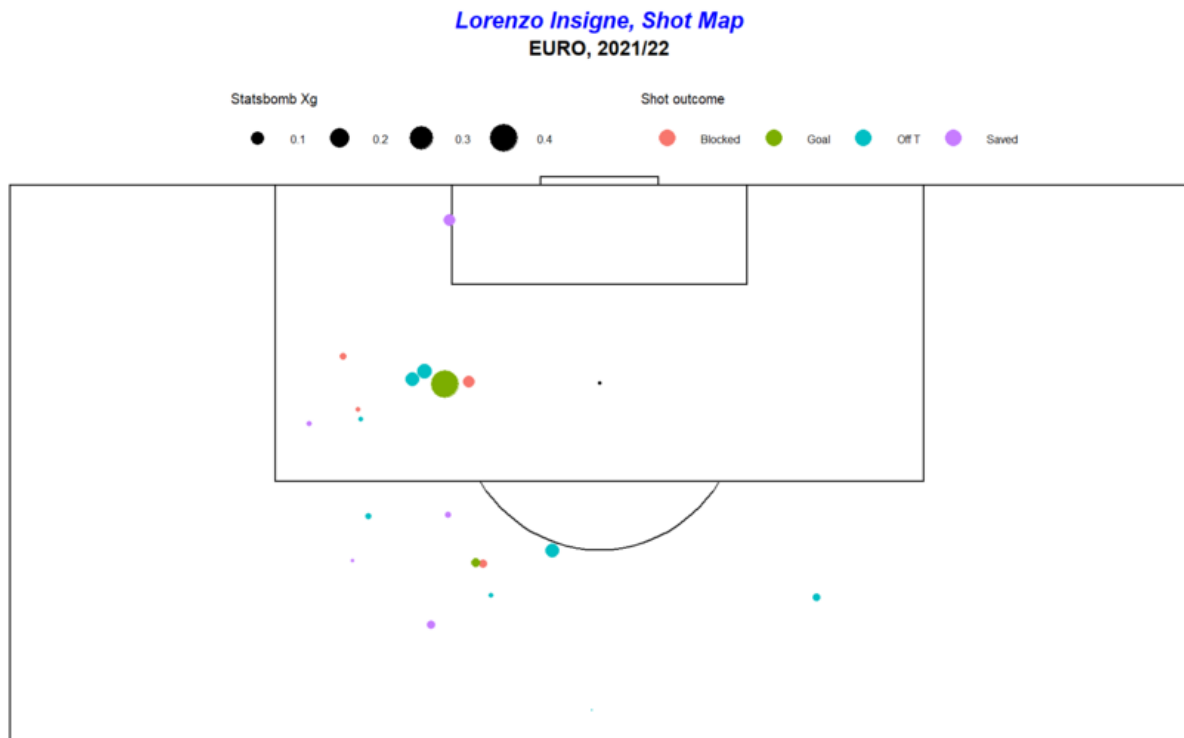 Lorenzo Insigne, Shot Map
EURO, 2021/22
Statsbomb Xg
0.1 0.2 0.3 0.4
Shot outcome
Blocked Goal Off T Saved